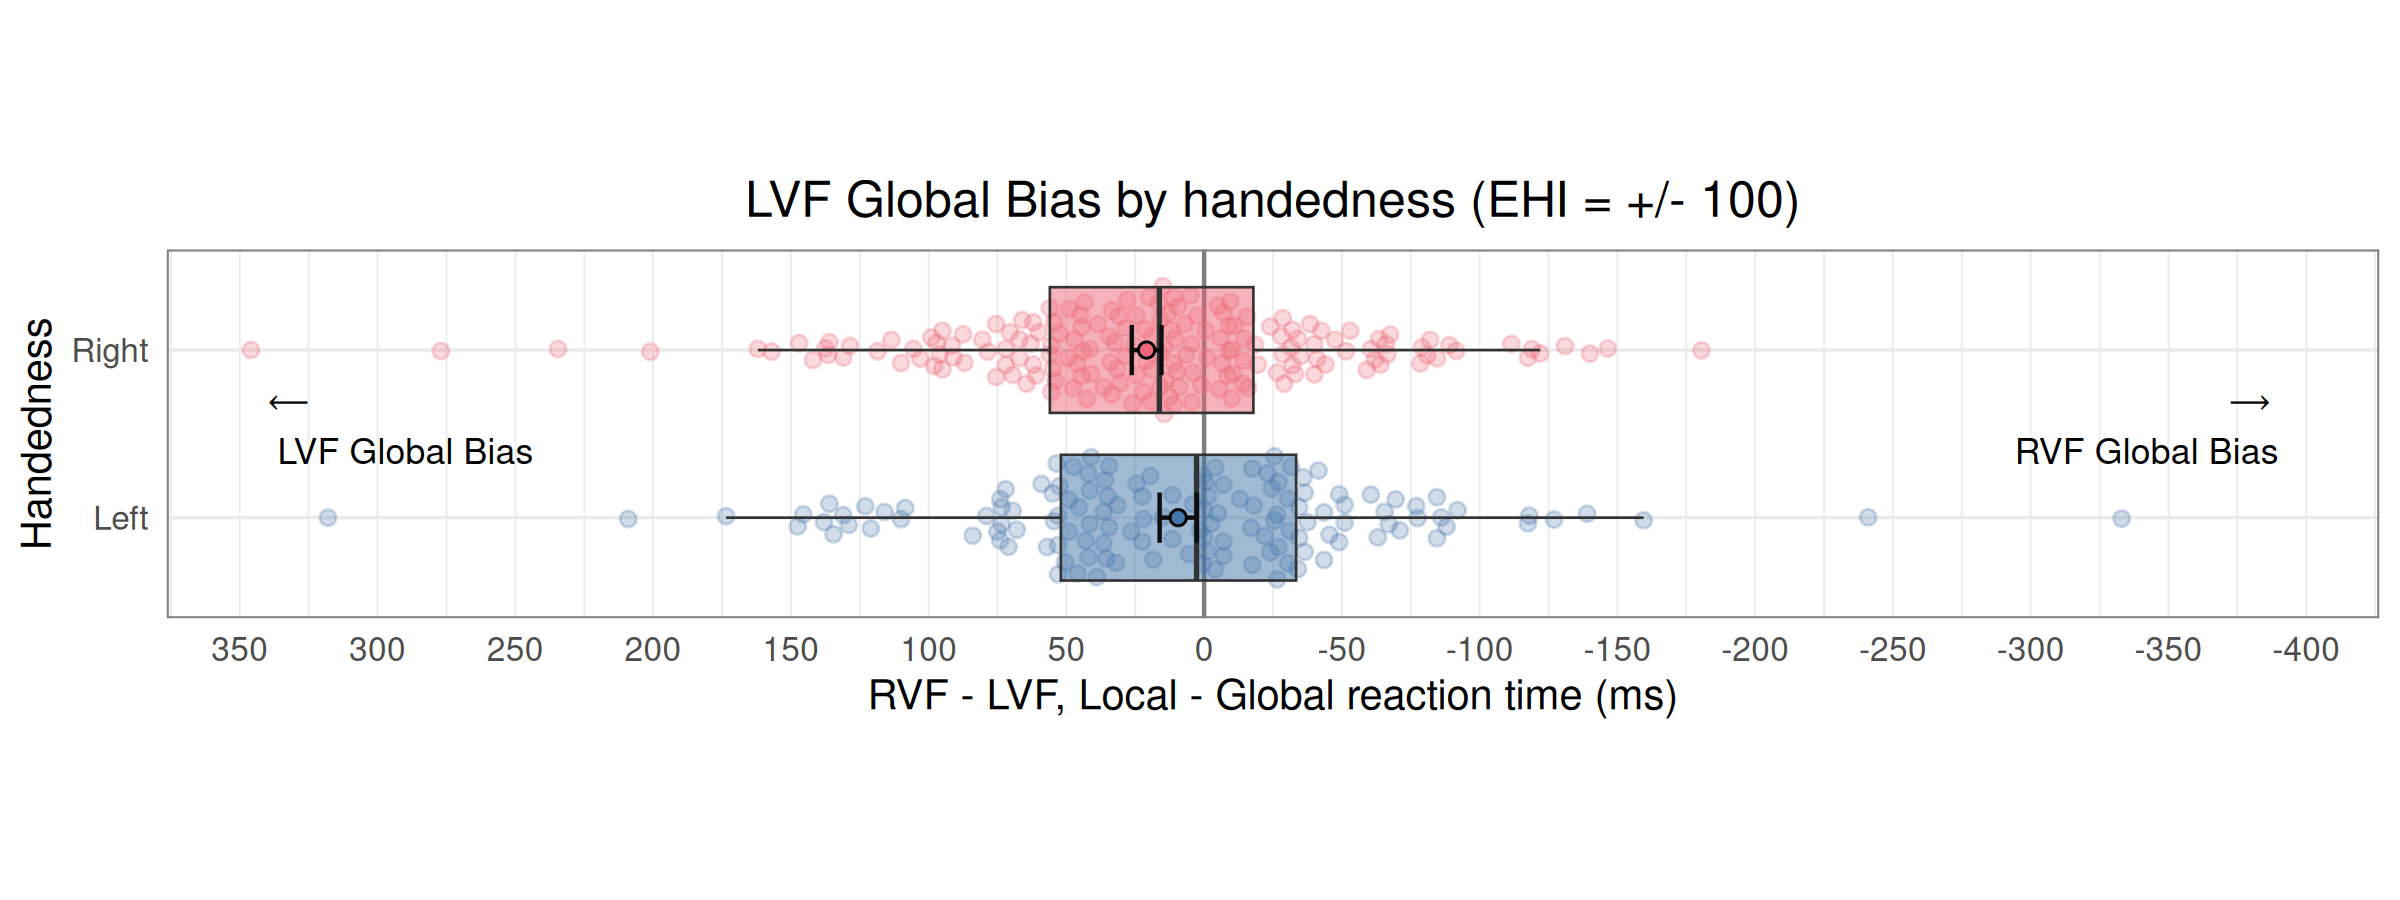 LVF Global Bias by handedness (EHI = +/- 100)
Handedness
Right
Left
← →
LVF Global Bias RVF Global Bias
350 300 250 200 150 100 50 0 -50 -100 -150 -200 -250 -300 -350 -400
RVF - LVF, Local - Global reaction time (ms)